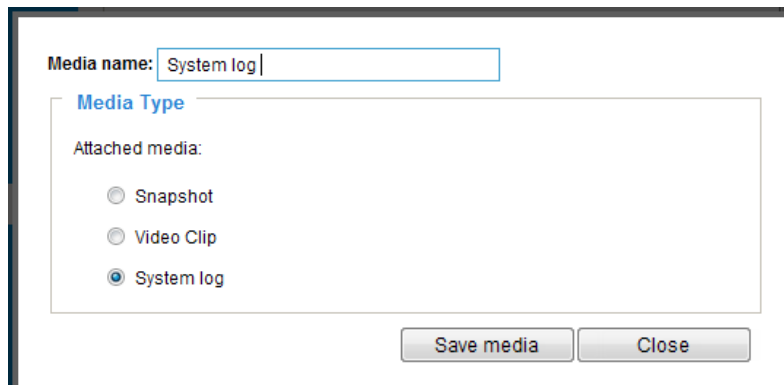 Media name: System log
Media Type
Attached media:
Snapshot
Video Clip
System log
Save media Close